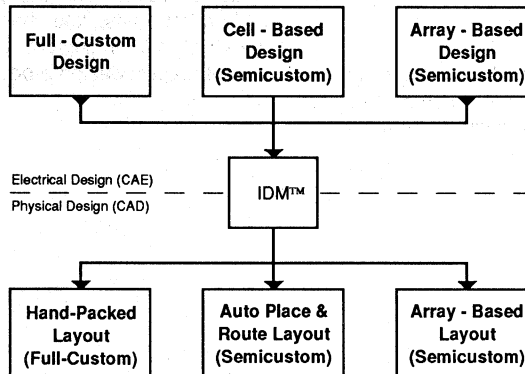 Full - Custom
Design
Cell - Based
Design
(Semicustom)
Array - Based
Design
(Semicustom)
Electrical Design (CAE)
Physical Design (CAD)
IDM™
Hand-Packed
Layout
(Full-Custom)
Auto Place &
Route Layout
(Semicustom)
Array - Based
Layout
(Semicustom)